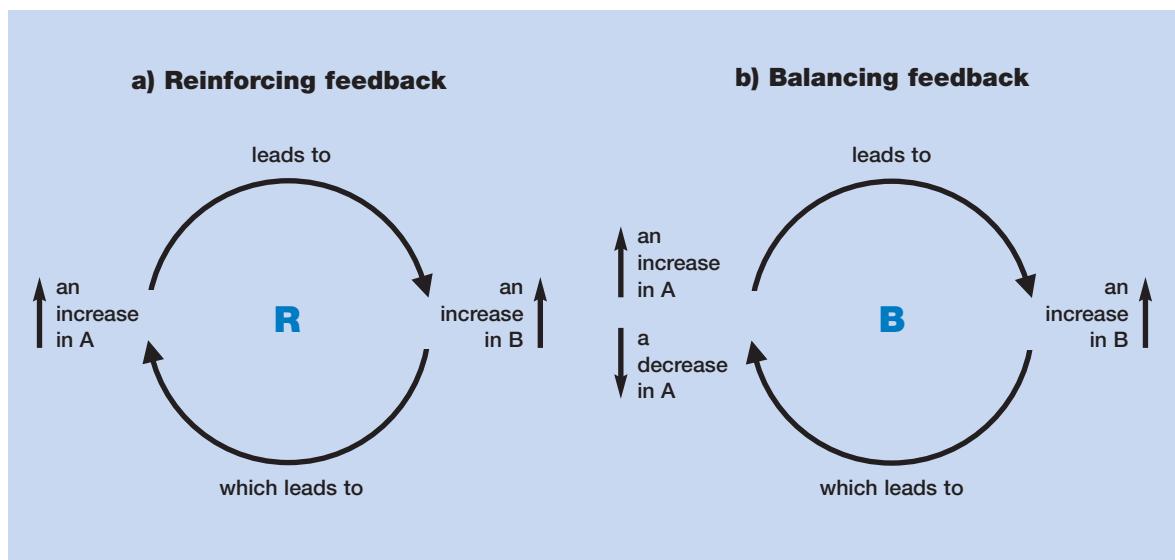 a) Reinforcing feedback
leads to
an
increase
in A
R
an
increase
in B
which leads to
b) Balancing feedback
leads to
an
increase
in A
a
decrease
in A
B
an
increase
in B
which leads to